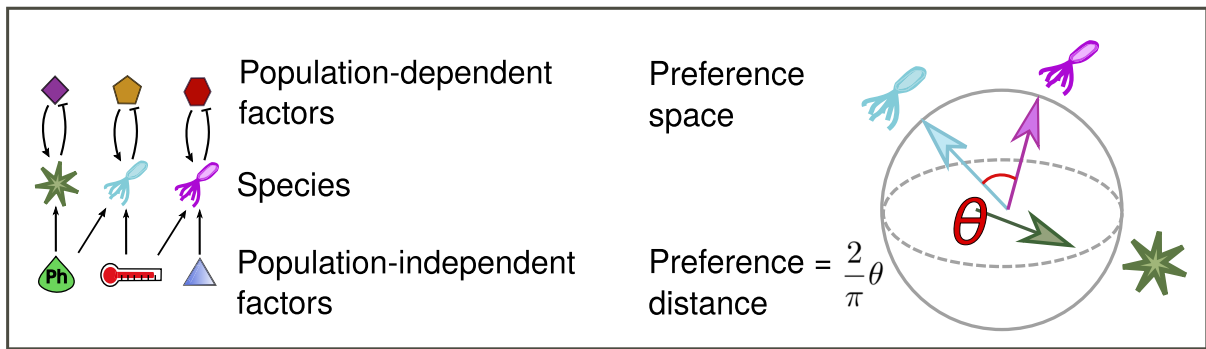 Population-dependent
factors
Species
Ph
Population-independent
factors
Preference
space
θ
Preference = 2/π θ
distance